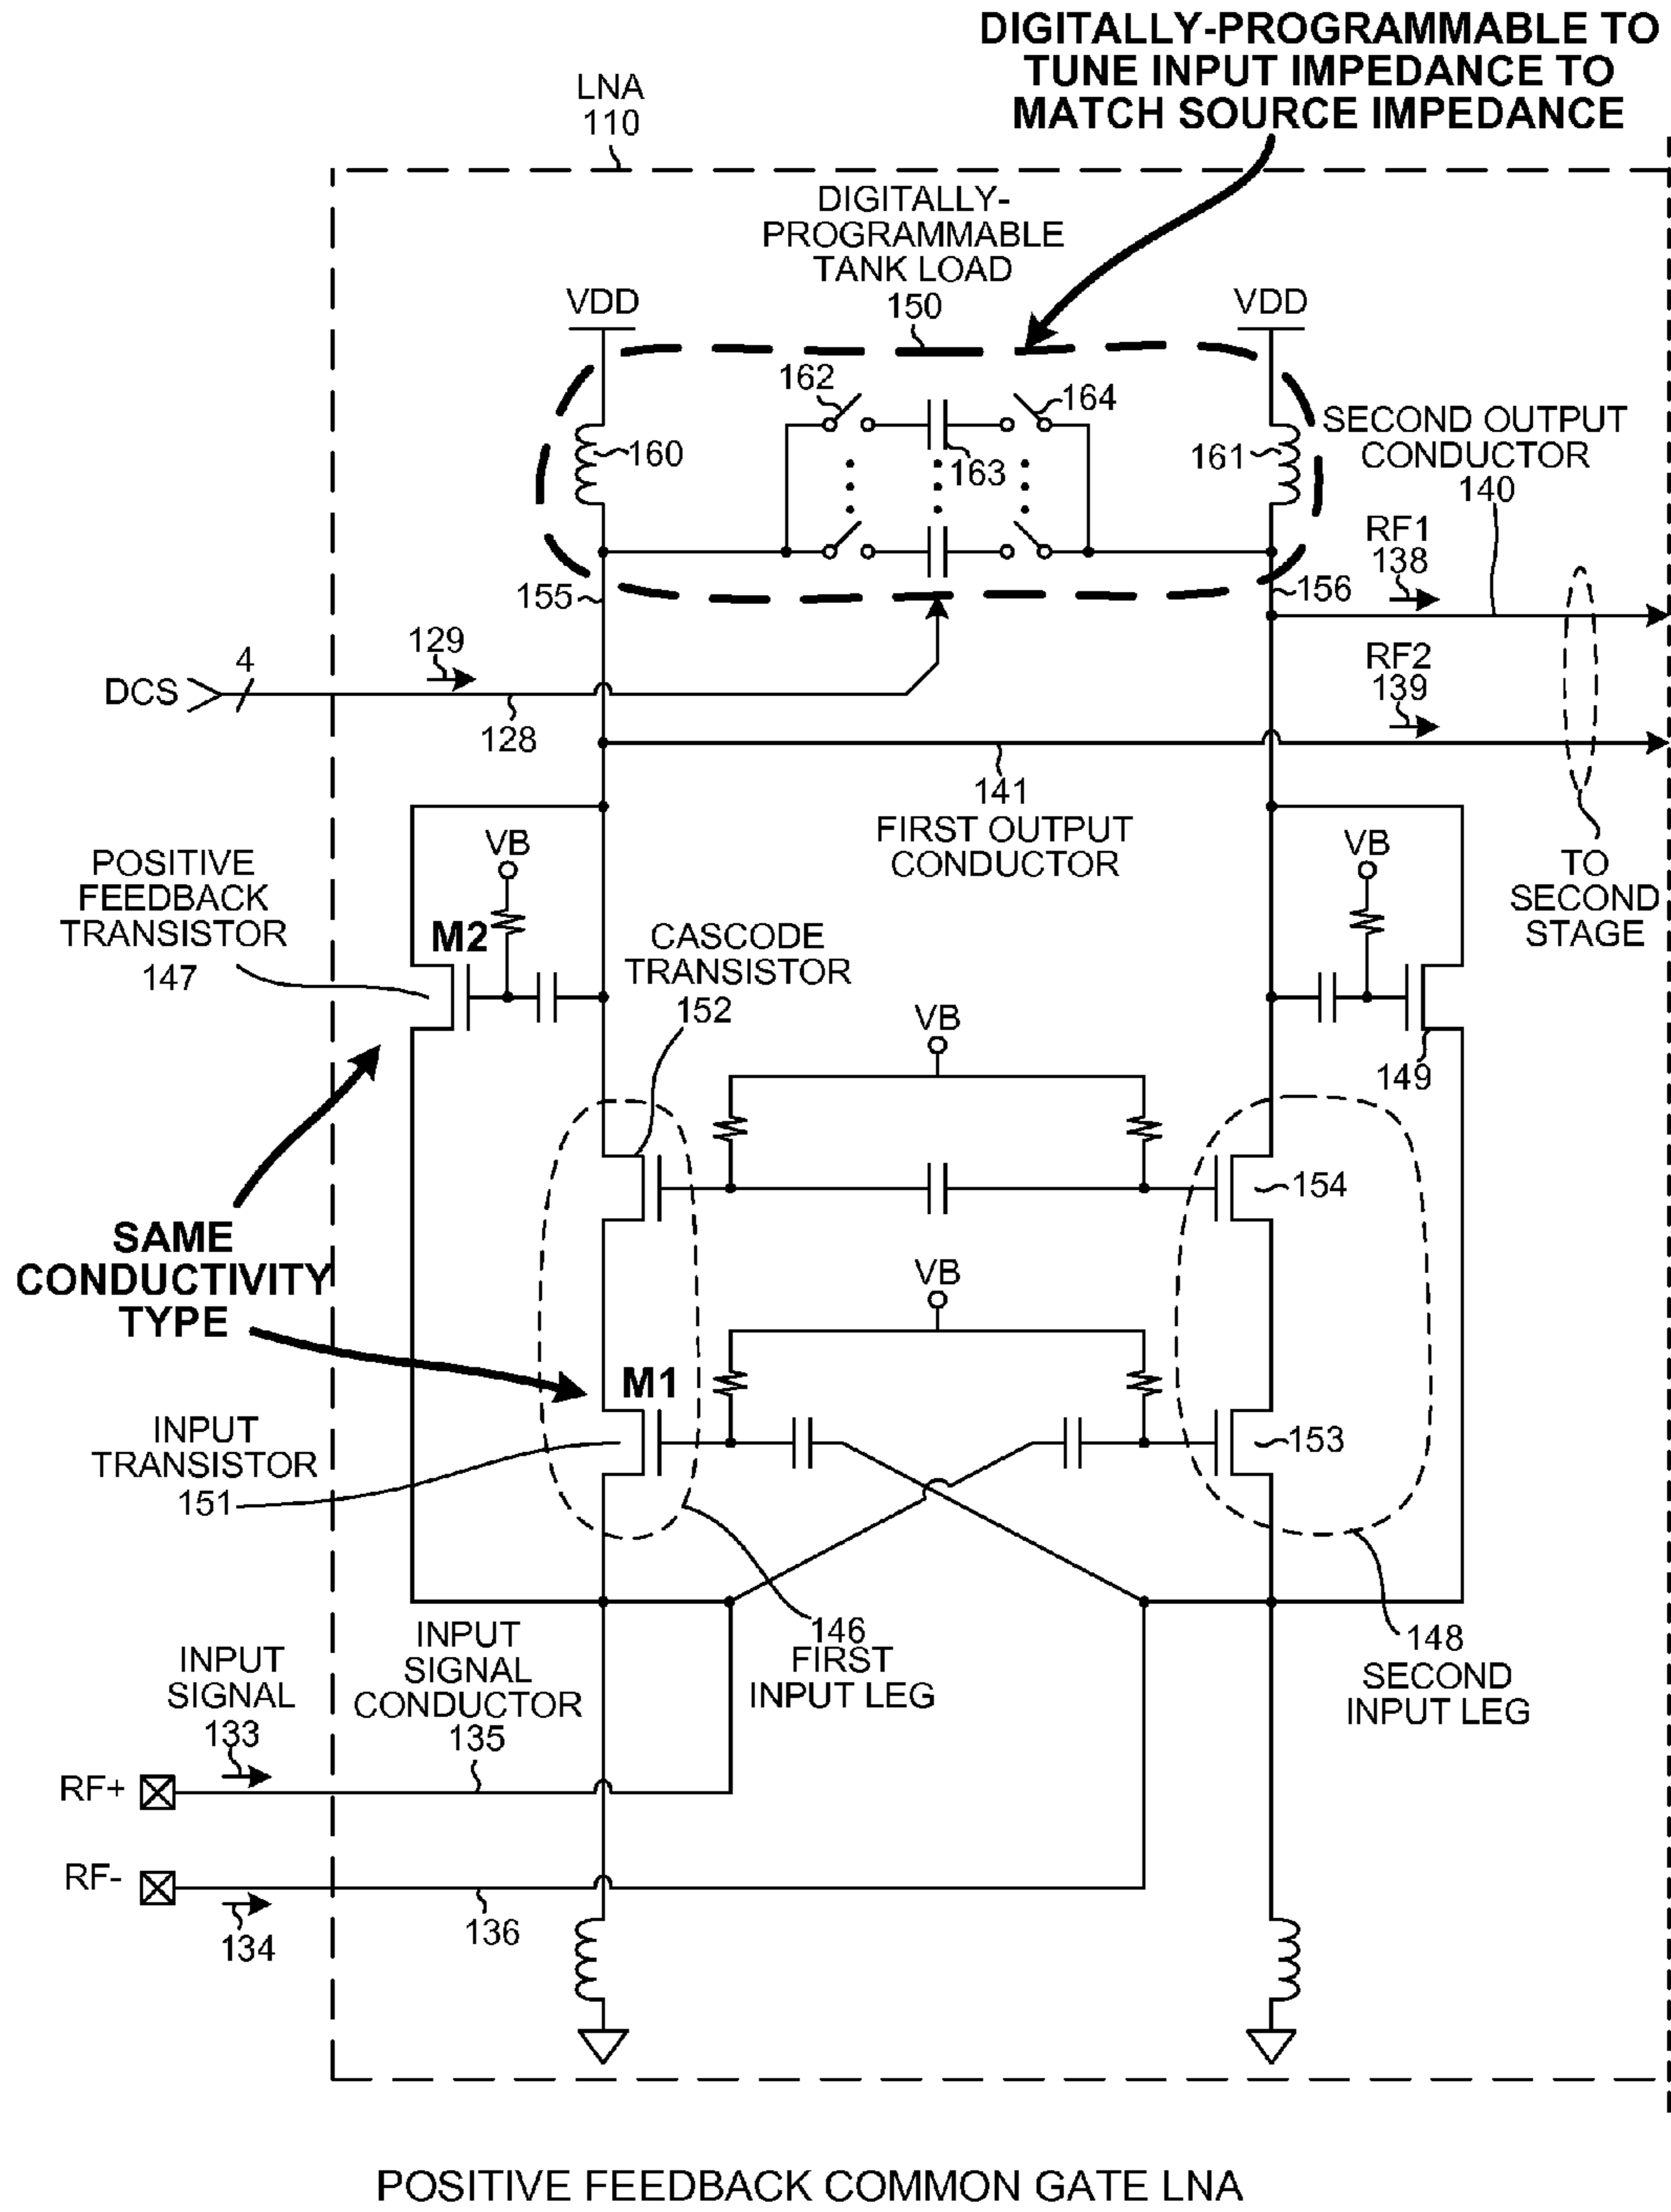 DIGITALLY-PROGRAMMABLE TO
TUNE INPUT IMPEDANCE TO
MATCH SOURCE IMPEDANCE
LNA
110
DIGITALLY-
PROGRAMMABLE
TANK LOAD
150
VDD
VDD
162
164
160
163
161
SECOND OUTPUT
CONDUCTOR
140
RF1
138
155
156
129
4
DCS
128
RF2
139
141
FIRST OUTPUT
CONDUCTOR
TO
SECOND
STAGE
POSITIVE
FEEDBACK
TRANSISTOR
147
VB
M2
CASCODE
TRANSISTOR
152
VB
VB
149
154
SAME
CONDUCTIVITY
TYPE
VB
M1
INPUT
TRANSISTOR
151
153
146
FIRST
INPUT LEG
148
SECOND
INPUT LEG
INPUT
SIGNAL
133
INPUT
SIGNAL
CONDUCTOR
135
RF+
RF-
134
136
POSITIVE FEEDBACK COMMON GATE LNA